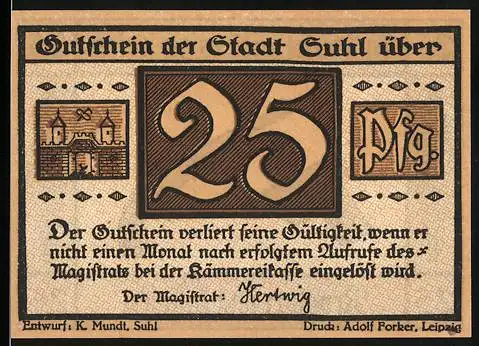 Gutschein der Stadt Suhl über
25
Pfg.
Der Gutschein verliert seine Gültigkeit, wenn er
nicht einen Monat nach erfolgtem Aufrufe des
Magistrats bei der Kämmereikasse eingelöst wird.
Der Magistrat: Hertwig
Entwurf: K. Mundt, Suhl
Druck: Adolf Forker, Leipzig